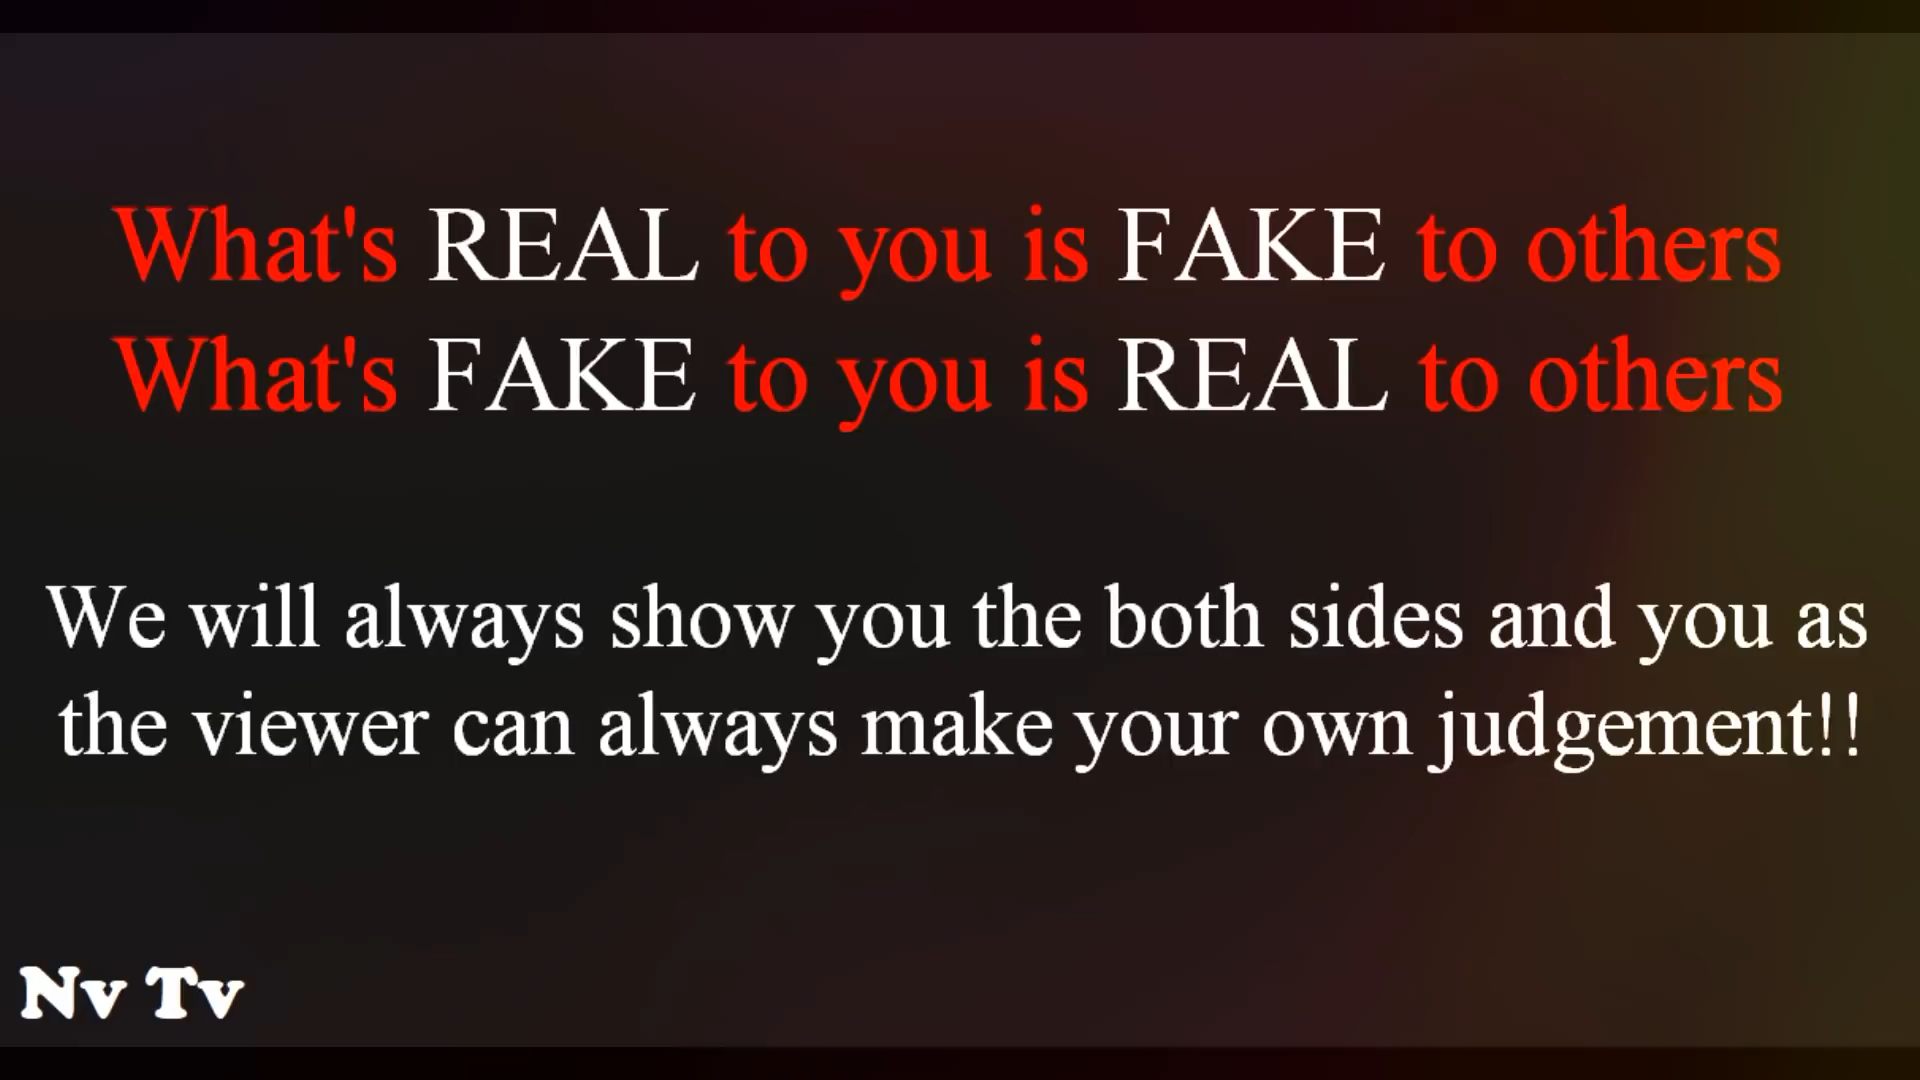 What's REAL to you is FAKE to others
What's FAKE to you is REAL to others
We will always show you the both sides and you as
the viewer can always make your own judgement!!
Nv Tv